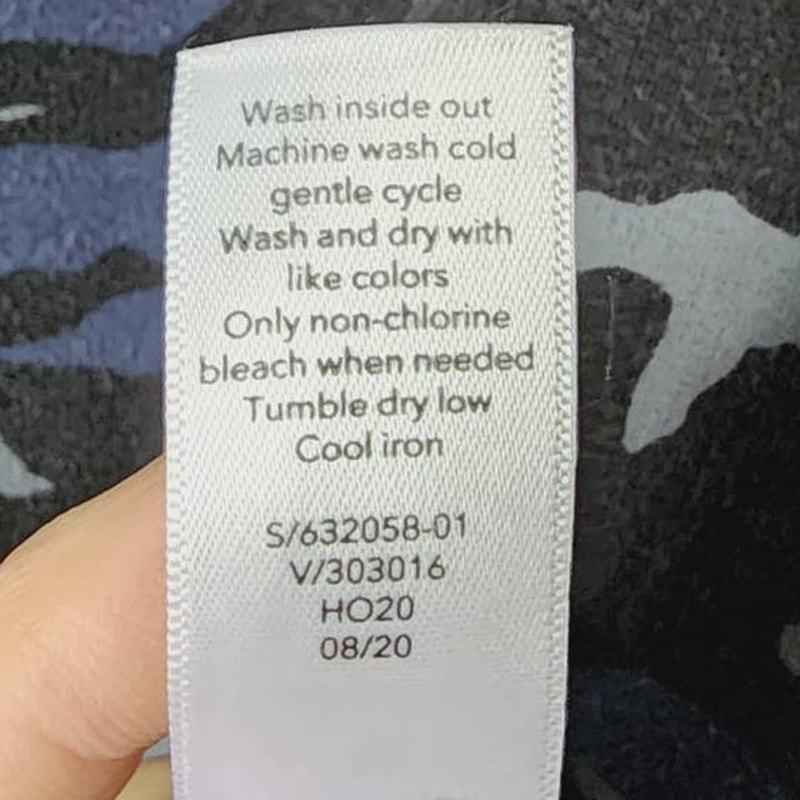 Wash inside out
Machine wash cold
gentle cycle
Wash and dry with
like colors
Only non-chlorine
bleach when needed
Tumble dry low
Cool iron
S/632058-01
V/303016
HO20
08/20